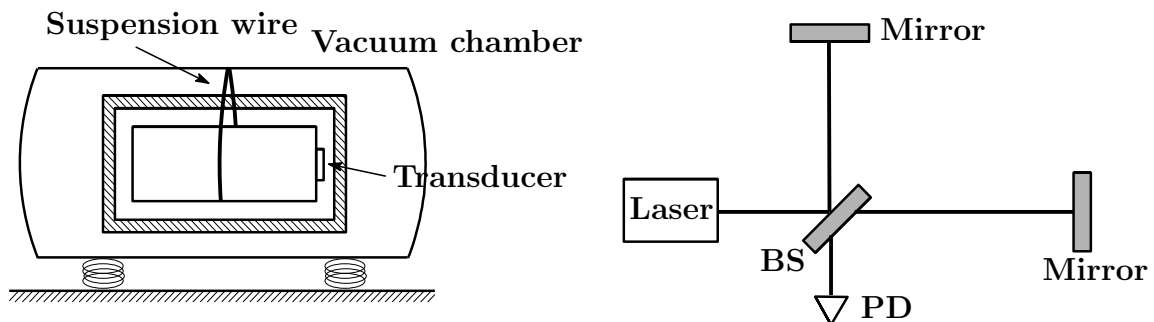 Suspension wire
Vacuum chamber
Transducer
Mirror
Laser
BS
Mirror
PD